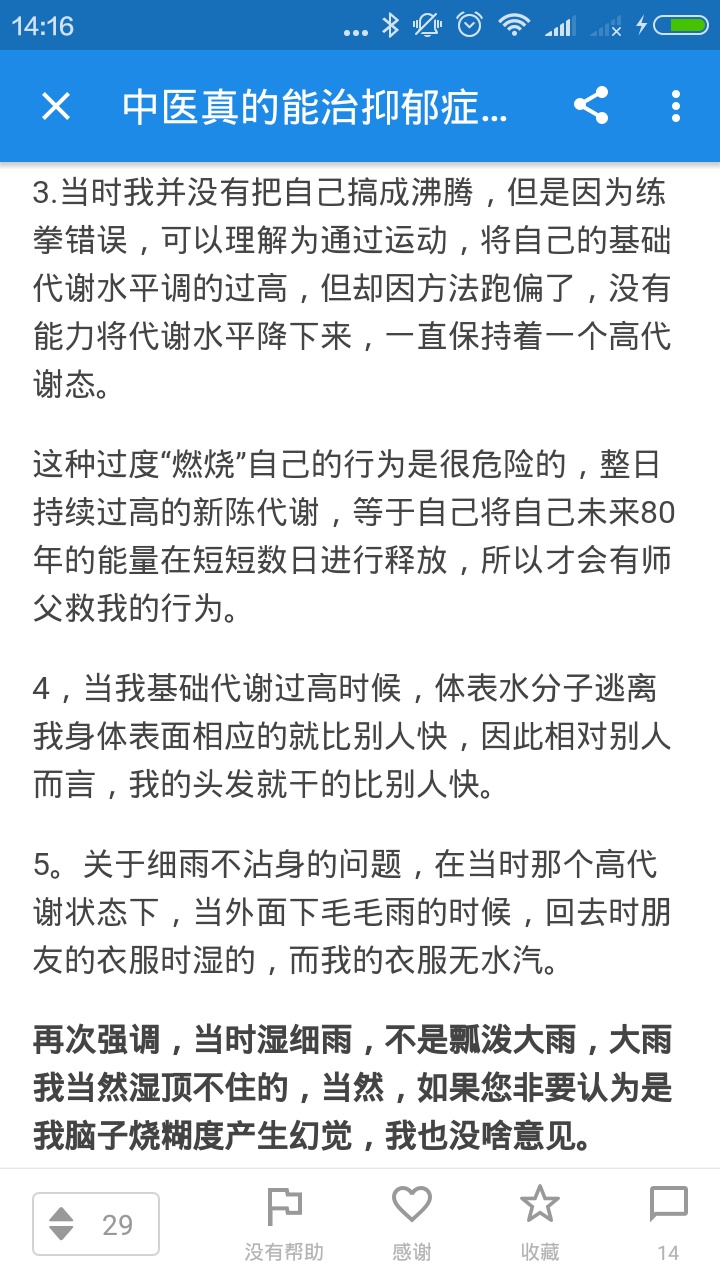 14:16
中医真的能治抑郁症...
3.当时我并没有把自己搞成沸腾，但是因为练
拳错误，可以理解为通过运动，将自己的基础
代谢水平调的过高，但却因方法跑偏了，没有
能力将代谢水平降下来，一直保持着一个高代
谢态。
这种过度“燃烧”自己的行为是很危险的，整日
持续过高的新陈代谢，等于自己将自己未来80
年的能量在短短数日进行释放，所以才会有师
父救我的行为。
4，当我基础代谢过高时候，体表水分子逃离
我身体表面相应的就比别人快，因此相对别人
而言，我的头发就干的比别人快。
5。关于细雨不沾身的问题，在当时那个高代
谢状态下，当外面下毛毛雨的时候，回去时朋
友的衣服时湿的，而我的衣服无水汽。
再次强调，当时湿细雨，不是瓢泼大雨，大雨
我当然湿顶不住的，当然，如果您非要认为是
我脑子烧糊度产生幻觉，我也没啥意见。
29
没有帮助
感谢
收藏
14